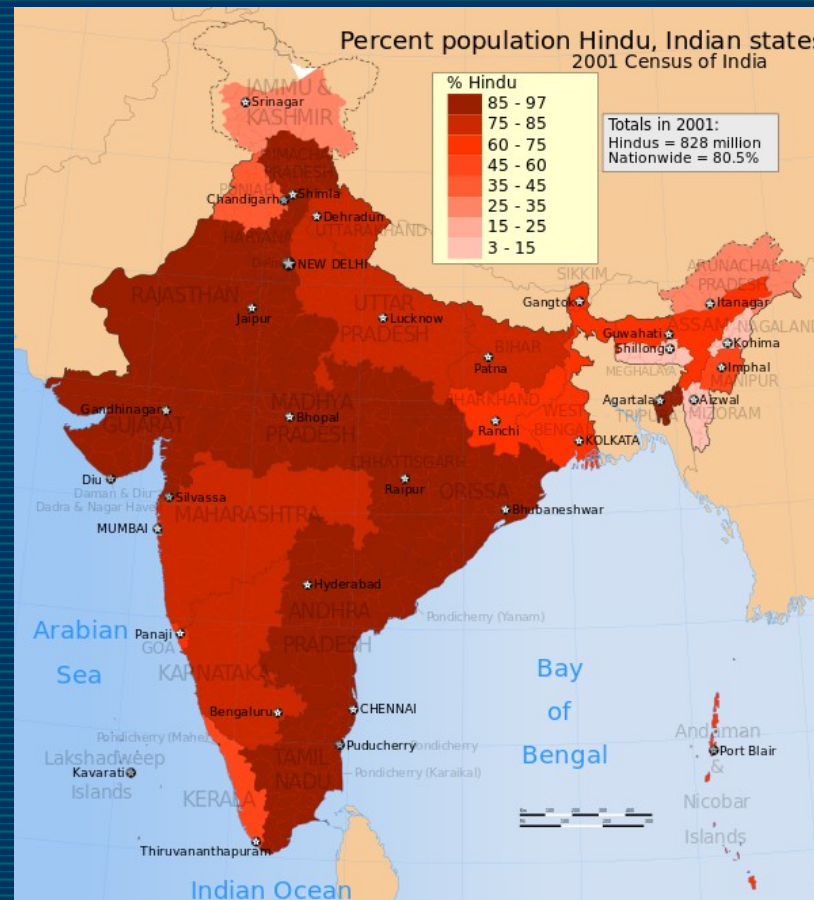 Percent population Hindu, Indian states
2001 Census of India
% Hindu
85 - 97
75 - 85
60 - 75
45 - 60
35 - 45
25 - 35
15 - 25
3 - 15
Totals in 2001:
Hindus = 828 million
Nationwide = 80.5%
JAMMU &
KASHMIR
Srinagar
HIMACHAL
PRADESH
PUNJAB
Shimla
Chandigarh
Dehradun
UTTARAKHAND
HARYANA
Delhi
NEW DELHI
RAJASTHAN
Jaipur
UTTAR
PRADESH
Lucknow
SIKKIM
Gangtok
ARUNACHAL
PRADESH
Itanagar
ASSAM
NAGALAND
Guwahati
Shillong
Kohima
MEGHALAYA
Imphal
MANIPUR
BIHAR
Patna
Agartala
TRIPURA
Aizwal
MIZORAM
JHARKHAND
Ranchi
WEST
BENGAL
KOLKATA
Gandhinagar
GUJARAT
MADHYA
PRADESH
Bhopal
CHHATTISGARH
Raipur
ORISSA
Bhubaneshwar
Diu
Daman & Diu
Dadra & Nagar Haveli
Silvassa
MAHARASHTRA
MUMBAI
Hyderabad
ANDHRA
PRADESH
Pondicherry (Yanam)
Arabian
Sea
Panaji
GOA
KARNATAKA
Bengaluru
CHENNAI
Bay
of
Bengal
Pondicherry (Mahe)
Puducherry
Pondicherry
Pondicherry (Karaikal)
TAMIL
NADU
Lakshadweep
Islands
Kavarati
KERALA
Thiruvananthapuram
Andaman
&
Nicobar
Islands
Port Blair
Indian Ocean